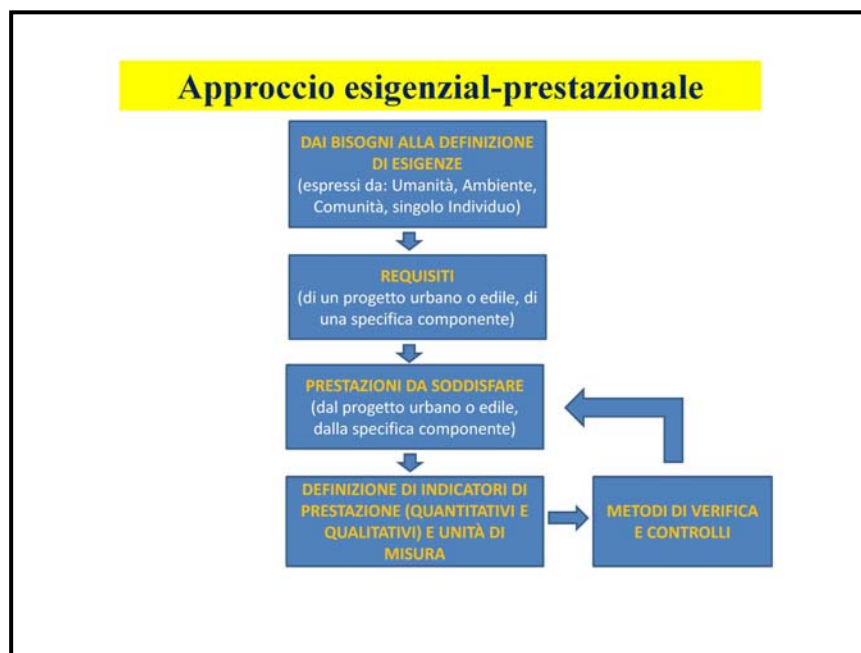 Approccio esigenzial-prestazionale
DAI BISOGNI ALLA DEFINIZIONE
DI ESIGENZE
(espressi da: Umanità, Ambiente,
Comunità, singolo Individuo)
REQUISITI
(di un progetto urbano o edile, di
una specifica componente)
PRESTAZIONI DA SODDISFARE
(dal progetto urbano o edile,
dalla specifica componente)
DEFINIZIONE DI INDICATORI DI
PRESTAZIONE (QUANTITATIVI E
QUALITATIVI) E UNITÀ DI
MISURA
METODI DI VERIFICA
E CONTROLLI